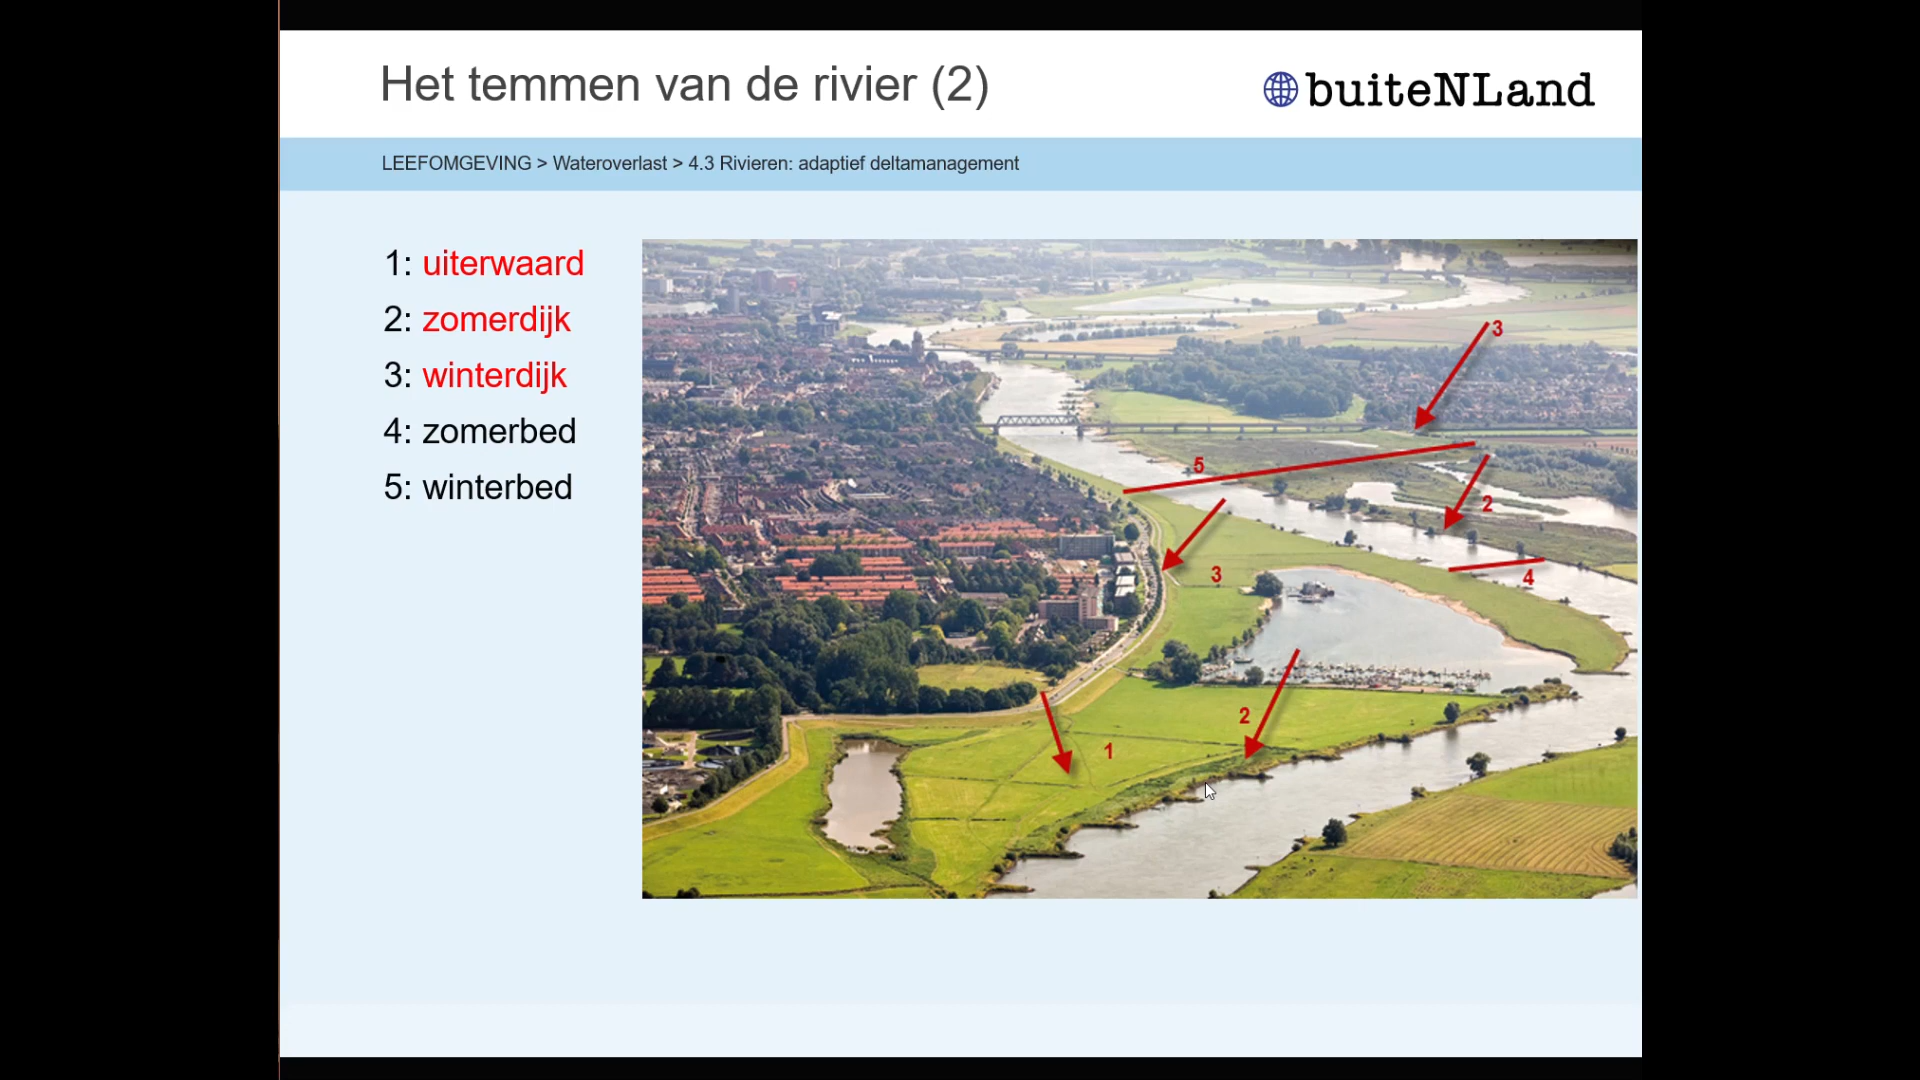 Het temmen van de rivier (2)
buiteNLand
LEEFOMGEVING > Wateroverlast > 4.3 Rivieren: adaptief deltamanagement
1: uiterwaard
2: zomerdijk
3: winterdijk
4: zomerbed
5: winterbed
3
5
2
3
4
2
1